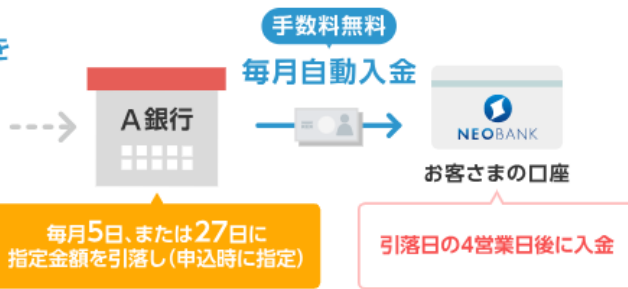 を
手数料無料
毎月自動入金
A銀行
NEOBANK
お客さまの口座
毎月5日、または27日に
指定金額を引落し(申込時に指定)
引落日の4営業日後に入金